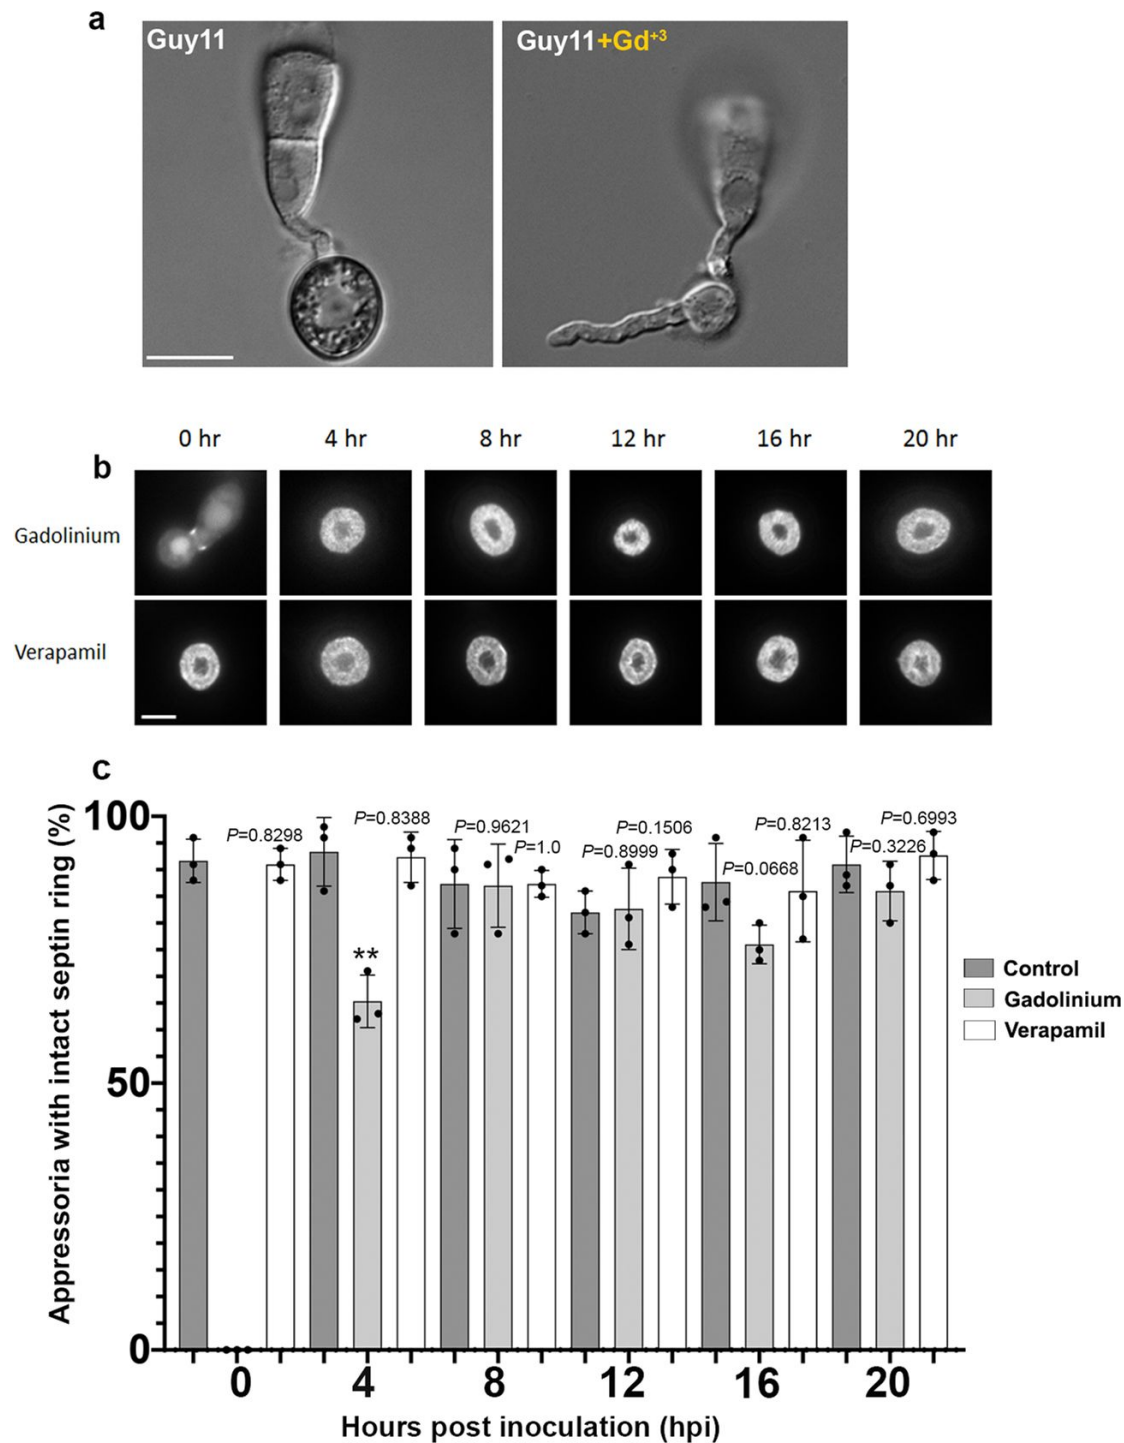 a
Guy11
Guy11+Gd+3
0 hr 4 hr 8 hr 12 hr 16 hr 20 hr
b
Gadolinium
Verapamil
c
Appressoria with intact septin ring (%)
100
50
0
P=0.8298
**
P=0.8388
P=0.9621
P=1.0
P=0.8999
P=0.1506
P=0.0668
P=0.8213
P=0.3226
P=0.6993
Control
Gadolinium
Verapamil
0 4 8 12 16 20
Hours post inoculation (hpi)